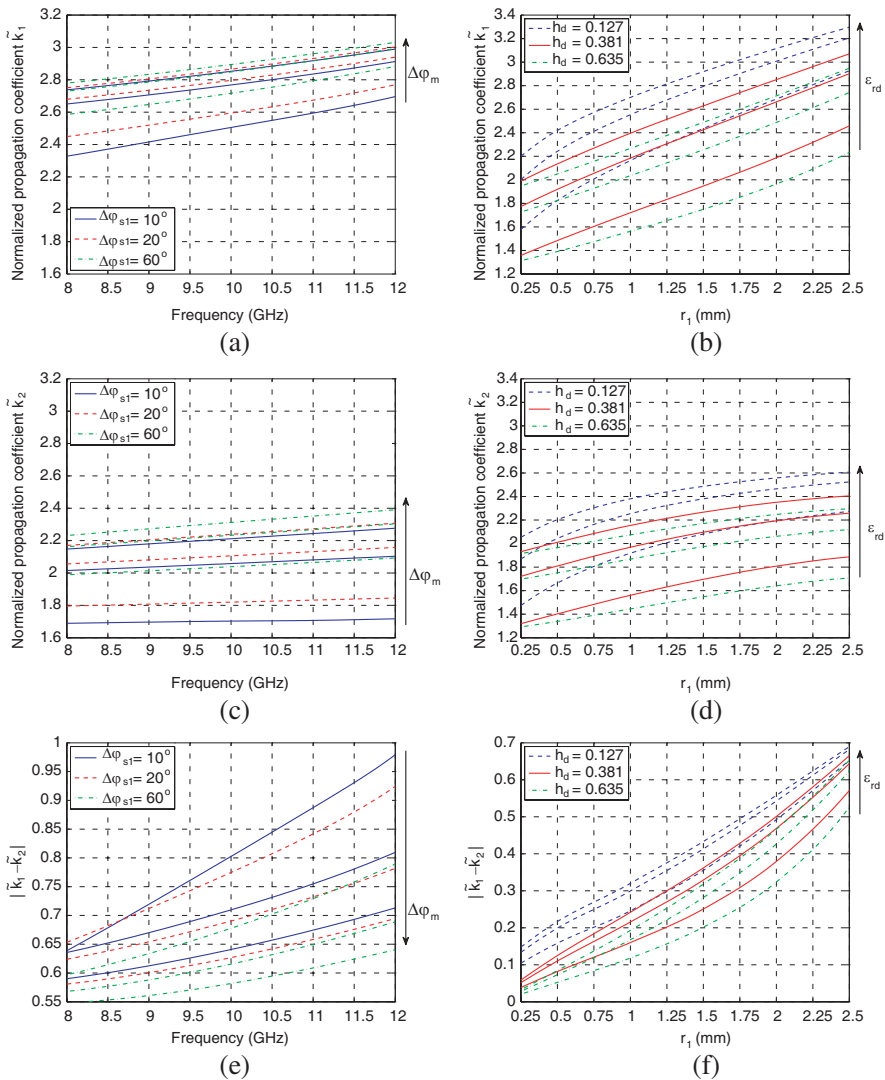 3.2
3
2.8
2.6
2.4
2.2
2
1.8
1.6
Normalized propagation coefficient k̃₁
Δφs1= 10°
Δφs1= 20°
Δφs1= 60°
Δφm
8 8.5 9 9.5 10 10.5 11 11.5 12
Frequency (GHz)
(a)
3.4
3.2
3
2.8
2.6
2.4
2.2
2
1.8
1.6
1.4
1.2
Normalized propagation coefficient k̃₁
hd = 0.127
hd = 0.381
hd = 0.635
εrd
0.25 0.5 0.75 1 1.25 1.5 1.75 2 2.25 2.5
r₁ (mm)
(b)
3.2
3
2.8
2.6
2.4
2.2
2
1.8
1.6
Normalized propagation coefficient k̃₂
Δφs1= 10°
Δφs1= 20°
Δφs1= 60°
Δφm
8 8.5 9 9.5 10 10.5 11 11.5 12
Frequency (GHz)
(c)
3.4
3.2
3
2.8
2.6
2.4
2.2
2
1.8
1.6
1.4
1.2
Normalized propagation coefficient k̃₂
hd = 0.127
hd = 0.381
hd = 0.635
εrd
0.25 0.5 0.75 1 1.25 1.5 1.75 2 2.25 2.5
r₁ (mm)
(d)
1
0.95
0.9
0.85
0.8
0.75
0.7
0.65
0.6
0.55
|k̃₁−k̃₂|
Δφs1= 10°
Δφs1= 20°
Δφs1= 60°
Δφm
8 8.5 9 9.5 10 10.5 11 11.5 12
Frequency (GHz)
(e)
0.7
0.6
0.5
0.4
0.3
0.2
0.1
0
|k̃₁−k̃₂|
hd = 0.127
hd = 0.381
hd = 0.635
εrd
0.25 0.5 0.75 1 1.25 1.5 1.75 2 2.25 2.5
r₁ (mm)
(f)